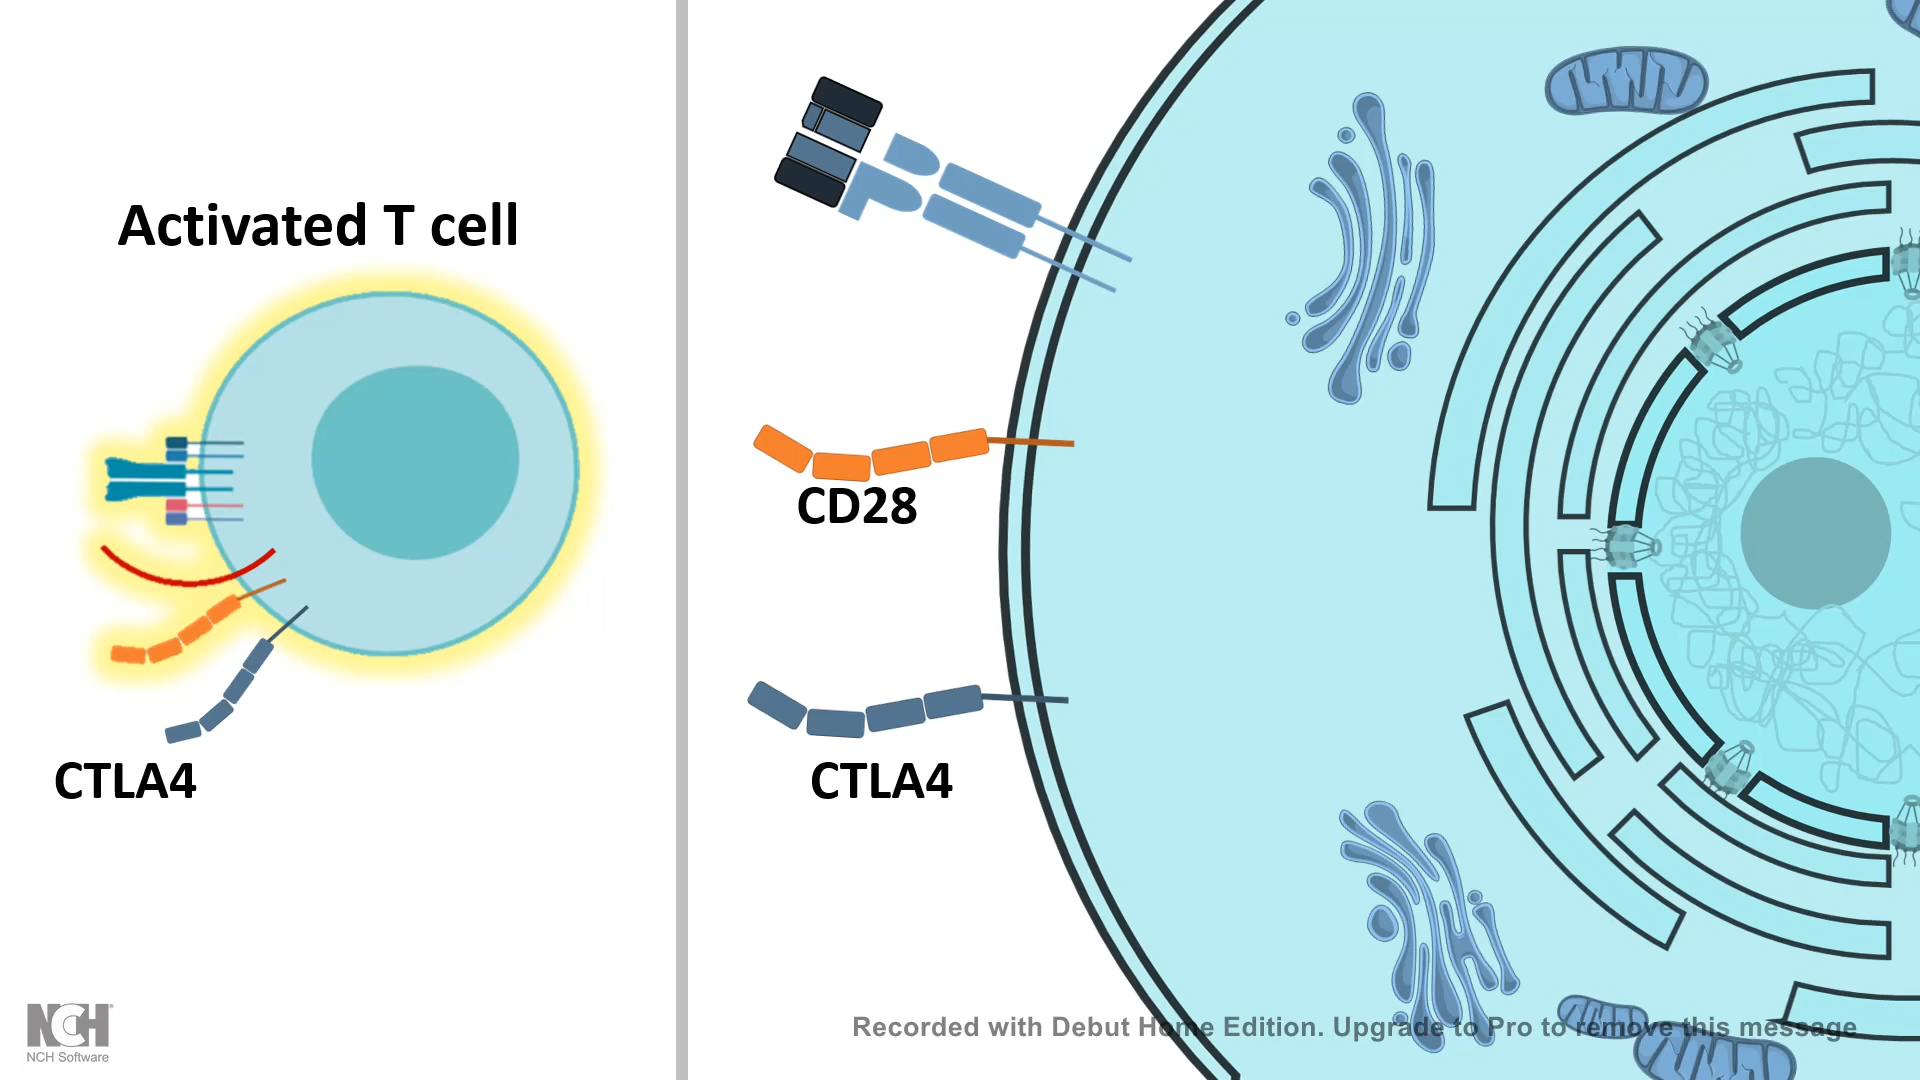 Activated T cell
CTLA4
CD28
CTLA4
NCH
NCH Software
Recorded with Debut Home Edition. Upgrade to Pro to remove this message